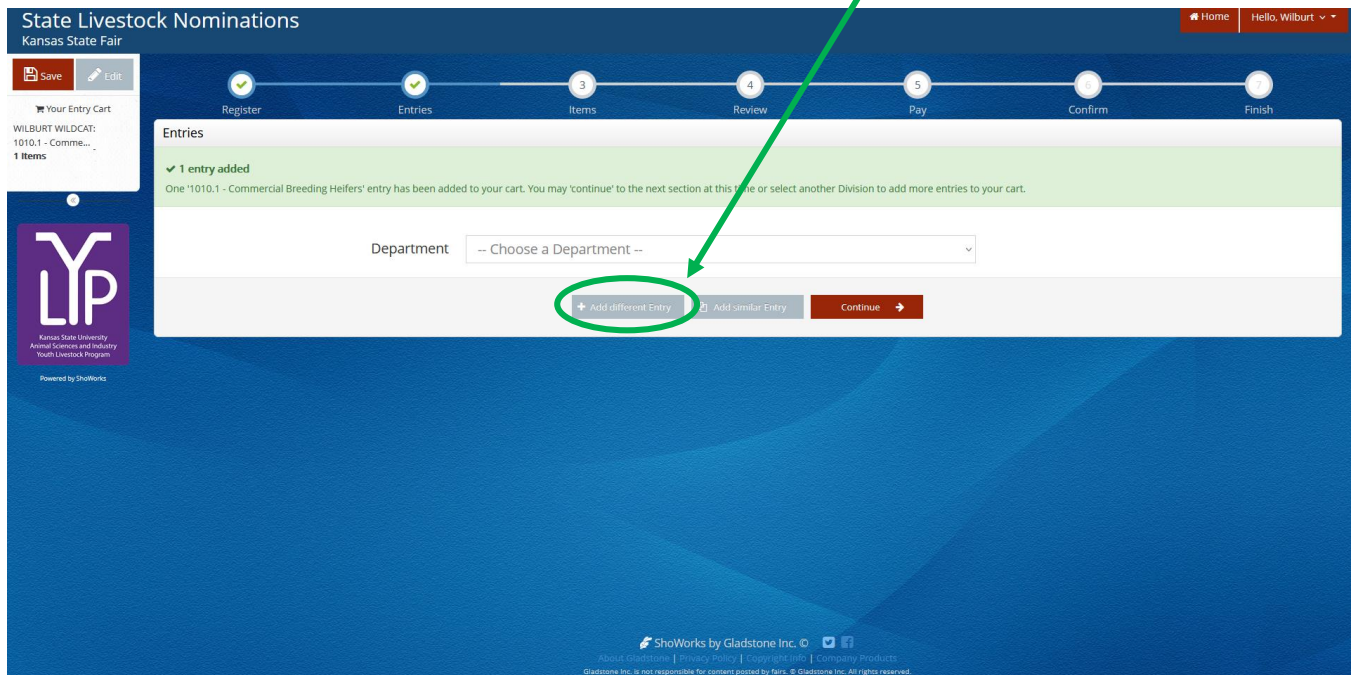 State Livestock Nominations
Kansas State Fair
Home
Hello, Wilburt
Save
Edit
Your Entry Cart
WILBURT WILDCAT:
1010.1 - Comme...
1 Items
Register
Entries
3
Items
4
Review
5
Pay
6
Confirm
7
Finish
Entries
1 entry added
One '1010.1 - Commercial Breeding Heifers' entry has been added to your cart. You may 'continue' to the next section at this time or select another Division to add more entries to your cart.
Department
-- Choose a Department --
+ Add different Entry
Add similar Entry
Continue
YLP
Kansas State University
Animal Sciences and Industry
Youth Livestock Program
Powered by ShoWorks
ShoWorks by Gladstone Inc. ©
About Gladstone | Privacy Policy | Copyright Info | Company Products
Gladstone Inc. is not responsible for content posted by fairs. © Gladstone Inc. All rights reserved.